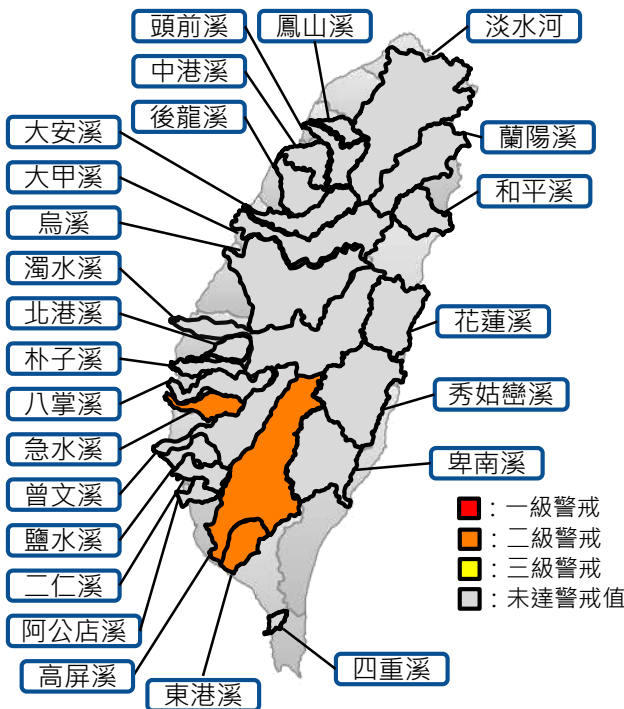 頭前溪
鳳山溪
淡水河
中港溪
後龍溪
大安溪
蘭陽溪
大甲溪
和平溪
烏溪
濁水溪
北港溪
花蓮溪
朴子溪
八掌溪
秀姑巒溪
急水溪
卑南溪
曾文溪
鹽水溪
二仁溪
阿公店溪
高屏溪
東港溪
四重溪
：一級警戒
：二級警戒
：三級警戒
：未達警戒值